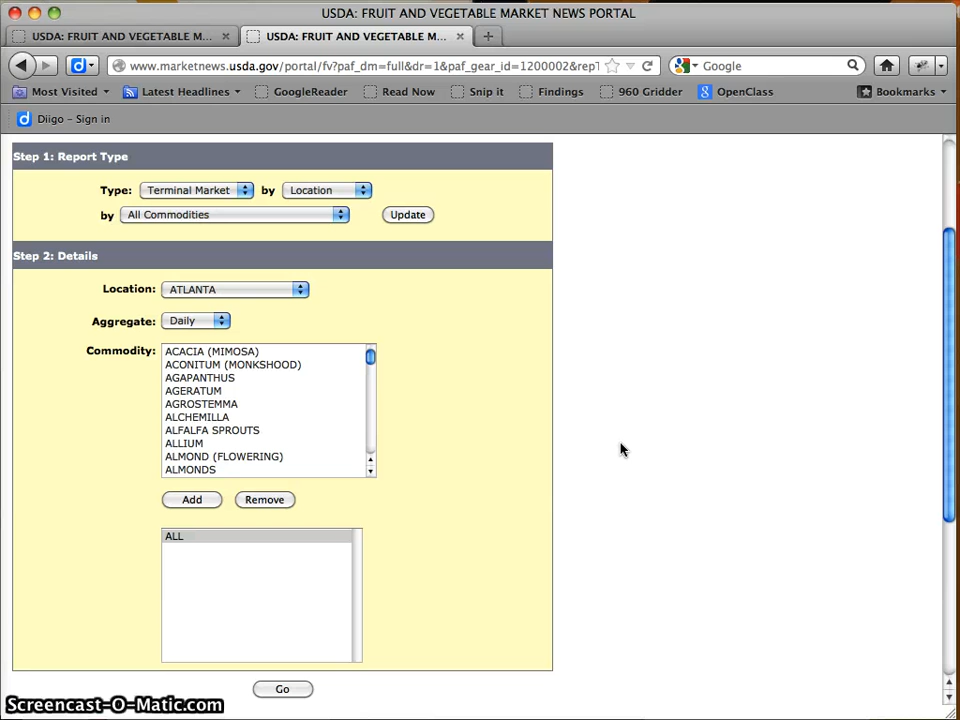 USDA: FRUIT AND VEGETABLE MARKET NEWS PORTAL
USDA: FRUIT AND VEGETABLE M...
USDA: FRUIT AND VEGETABLE MA...
www.marketnews.usda.gov/portal/fv?paf_dm=full&dr=1&paf_gear_id=1200002&repT
Google
Most Visited
Latest Headlines
GoogleReader
Read Now
Snip it
Findings
960 Gridder
OpenClass
Bookmarks
Diigo - Sign in
Step 1: Report Type
Type: Terminal Market by Location
by All Commodities Update
Step 2: Details
Location: ATLANTA
Aggregate: Daily
Commodity: ACACIA (MIMOSA)
ACONITUM (MONKSHOOD)
AGAPANTHUS
AGERATUM
AGROSTEMMA
ALCHEMILLA
ALFALFA SPROUTS
ALLIUM
ALMOND (FLOWERING)
ALMONDS
Add Remove
ALL
Go
Screencast-O-Matic.com